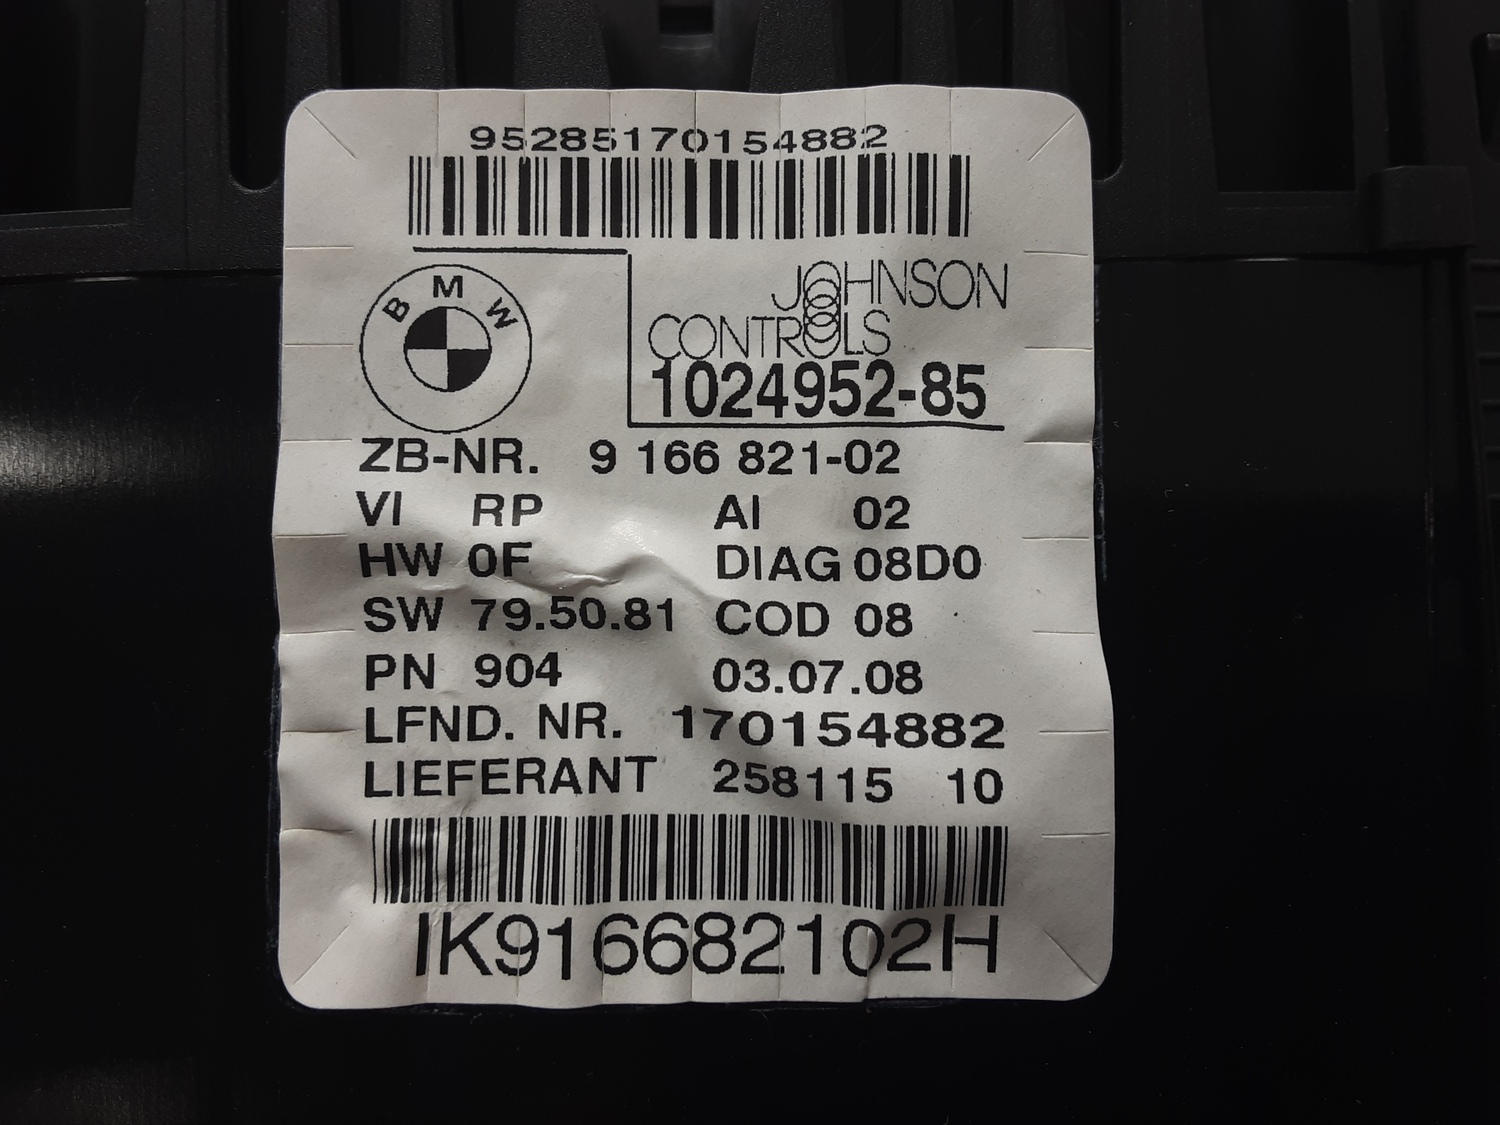 95285170154882
BMW
JOHNSON
CONTROLS
1024952-85
ZB-NR. 9 166 821-02
VI RP AI 02
HW 0F DIAG 08D0
SW 79.50.81 COD 08
PN 904 03.07.08
LFND. NR. 170154882
LIEFERANT 258115 10
IK916682102H